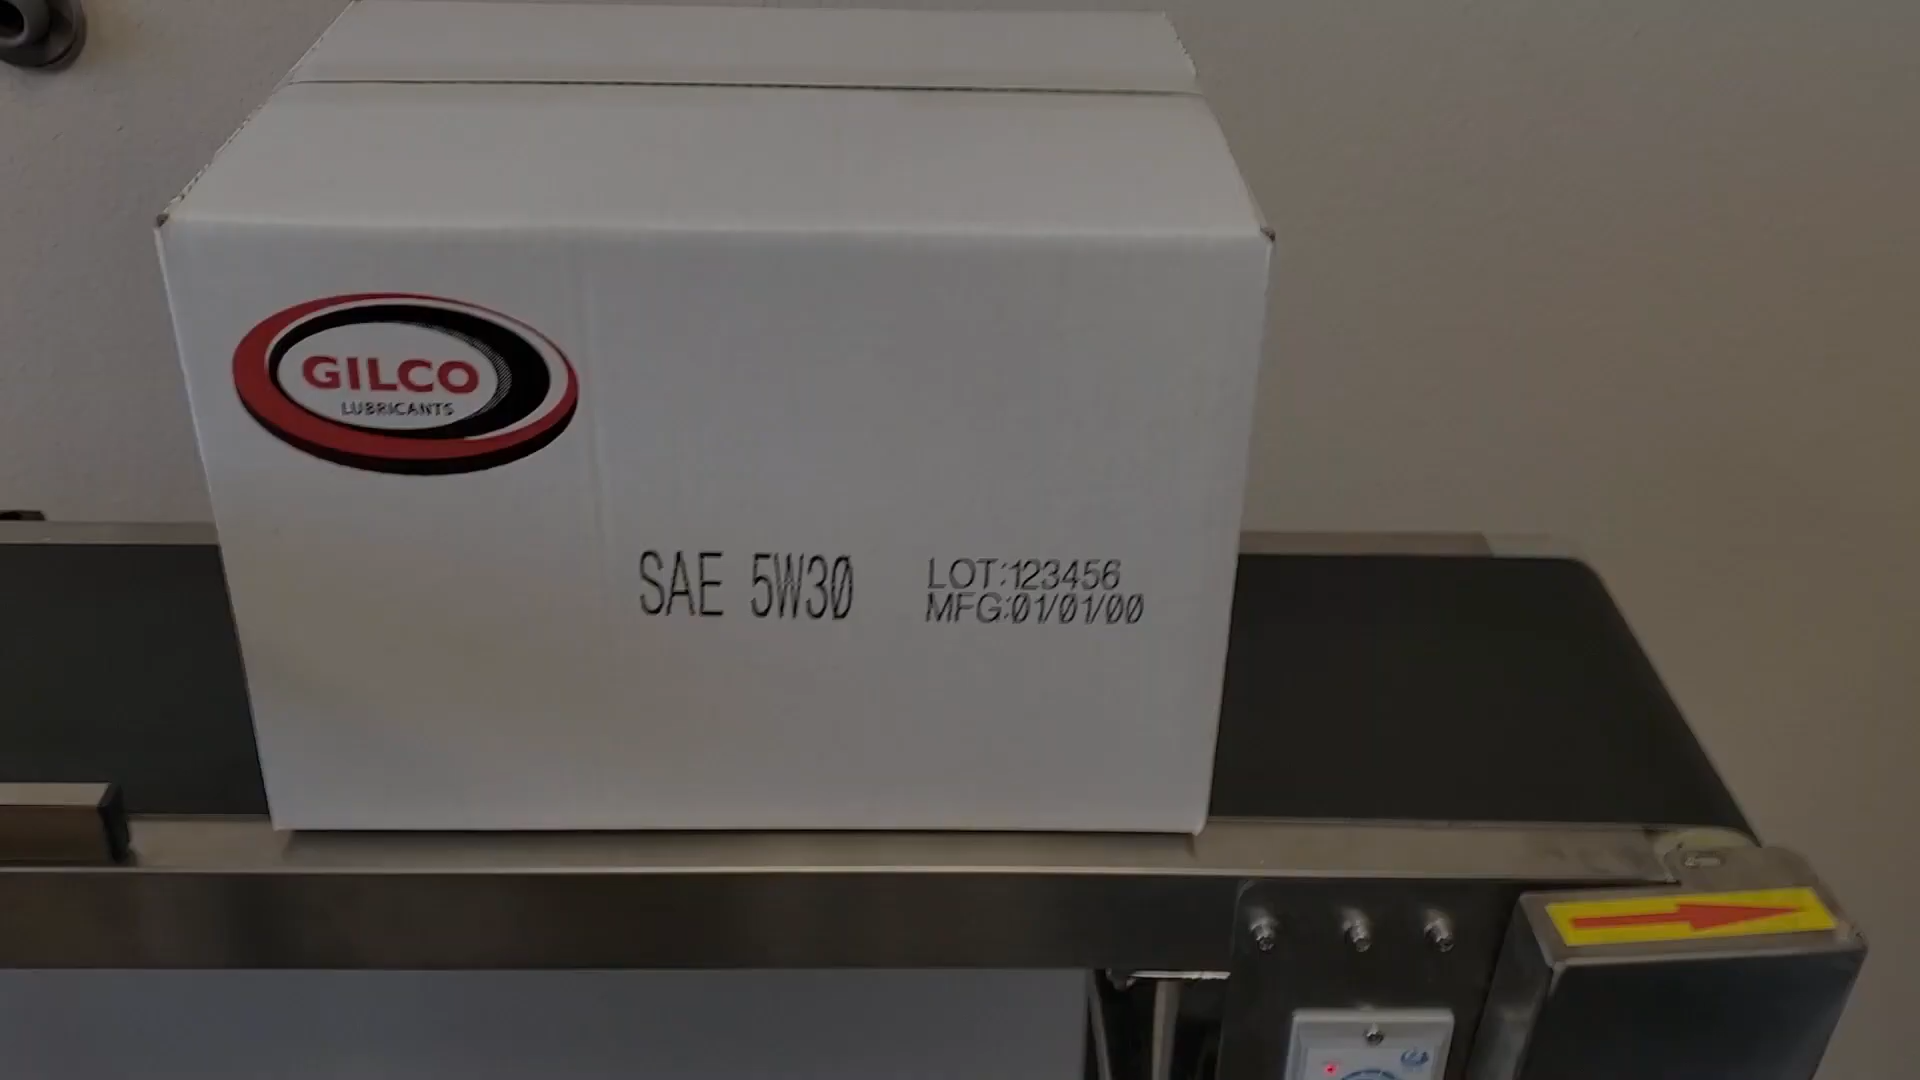 GILCO
LUBRICANTS
SAE 5W30
LOT:123456
MFG:01/01/00